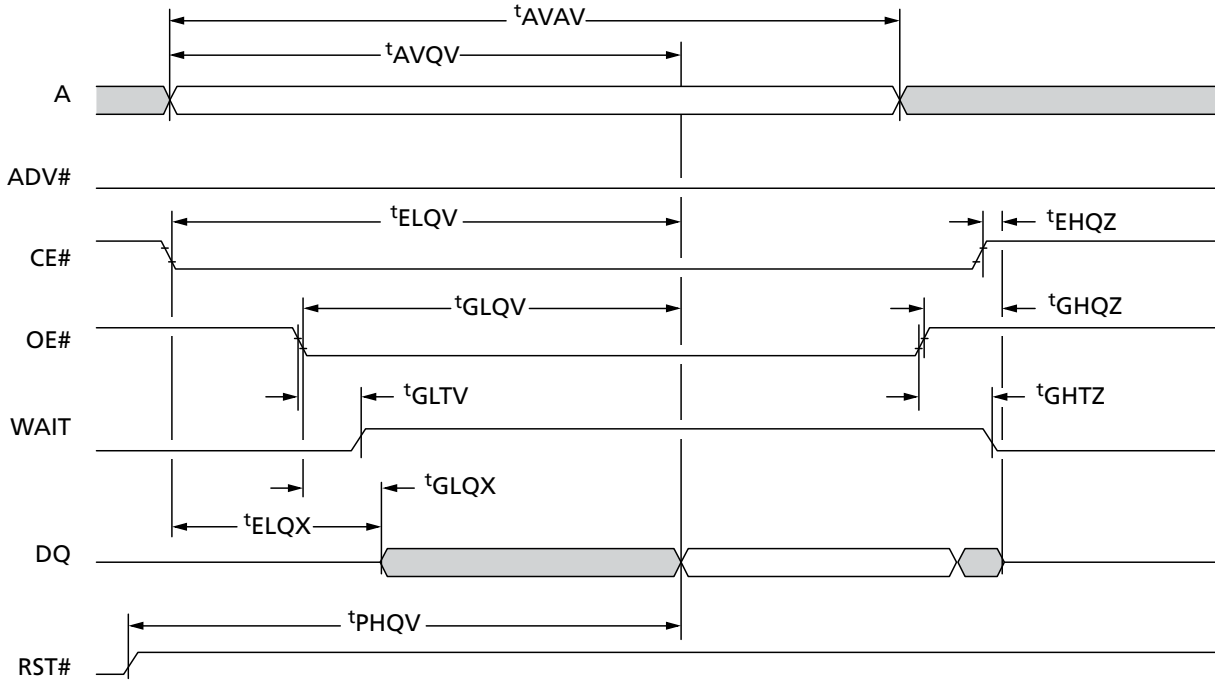 tAVAV
tAVQV
A
ADV#
tELQV
tEHQZ
CE#
tGLQV
tGHQZ
OE#
tGLTV
tGHTZ
WAIT
tGLQX
tELQX
DQ
tPHQV
RST#